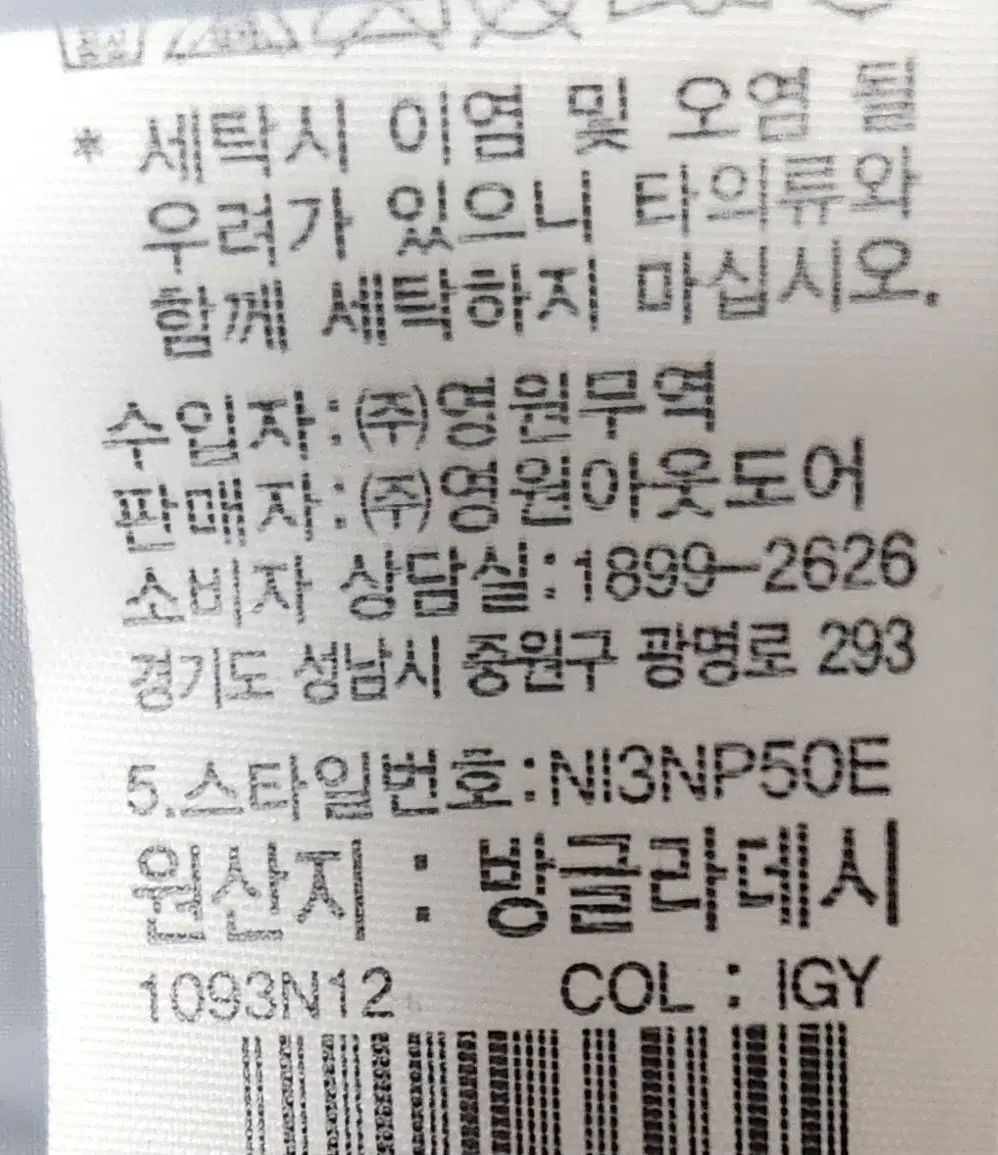 * 세탁시 이염 및 오염 될
우려가 있으니 타의류와
함께 세탁하지 마십시오.
수입자:㈜영원무역
판매자:㈜영원아웃도어
소비자 상담실:1899-2626
경기도 성남시 중원구 광명로 293
5.스타일번호:NI3NP50E
원산지 : 방글라데시
1093N12 COL : IGY